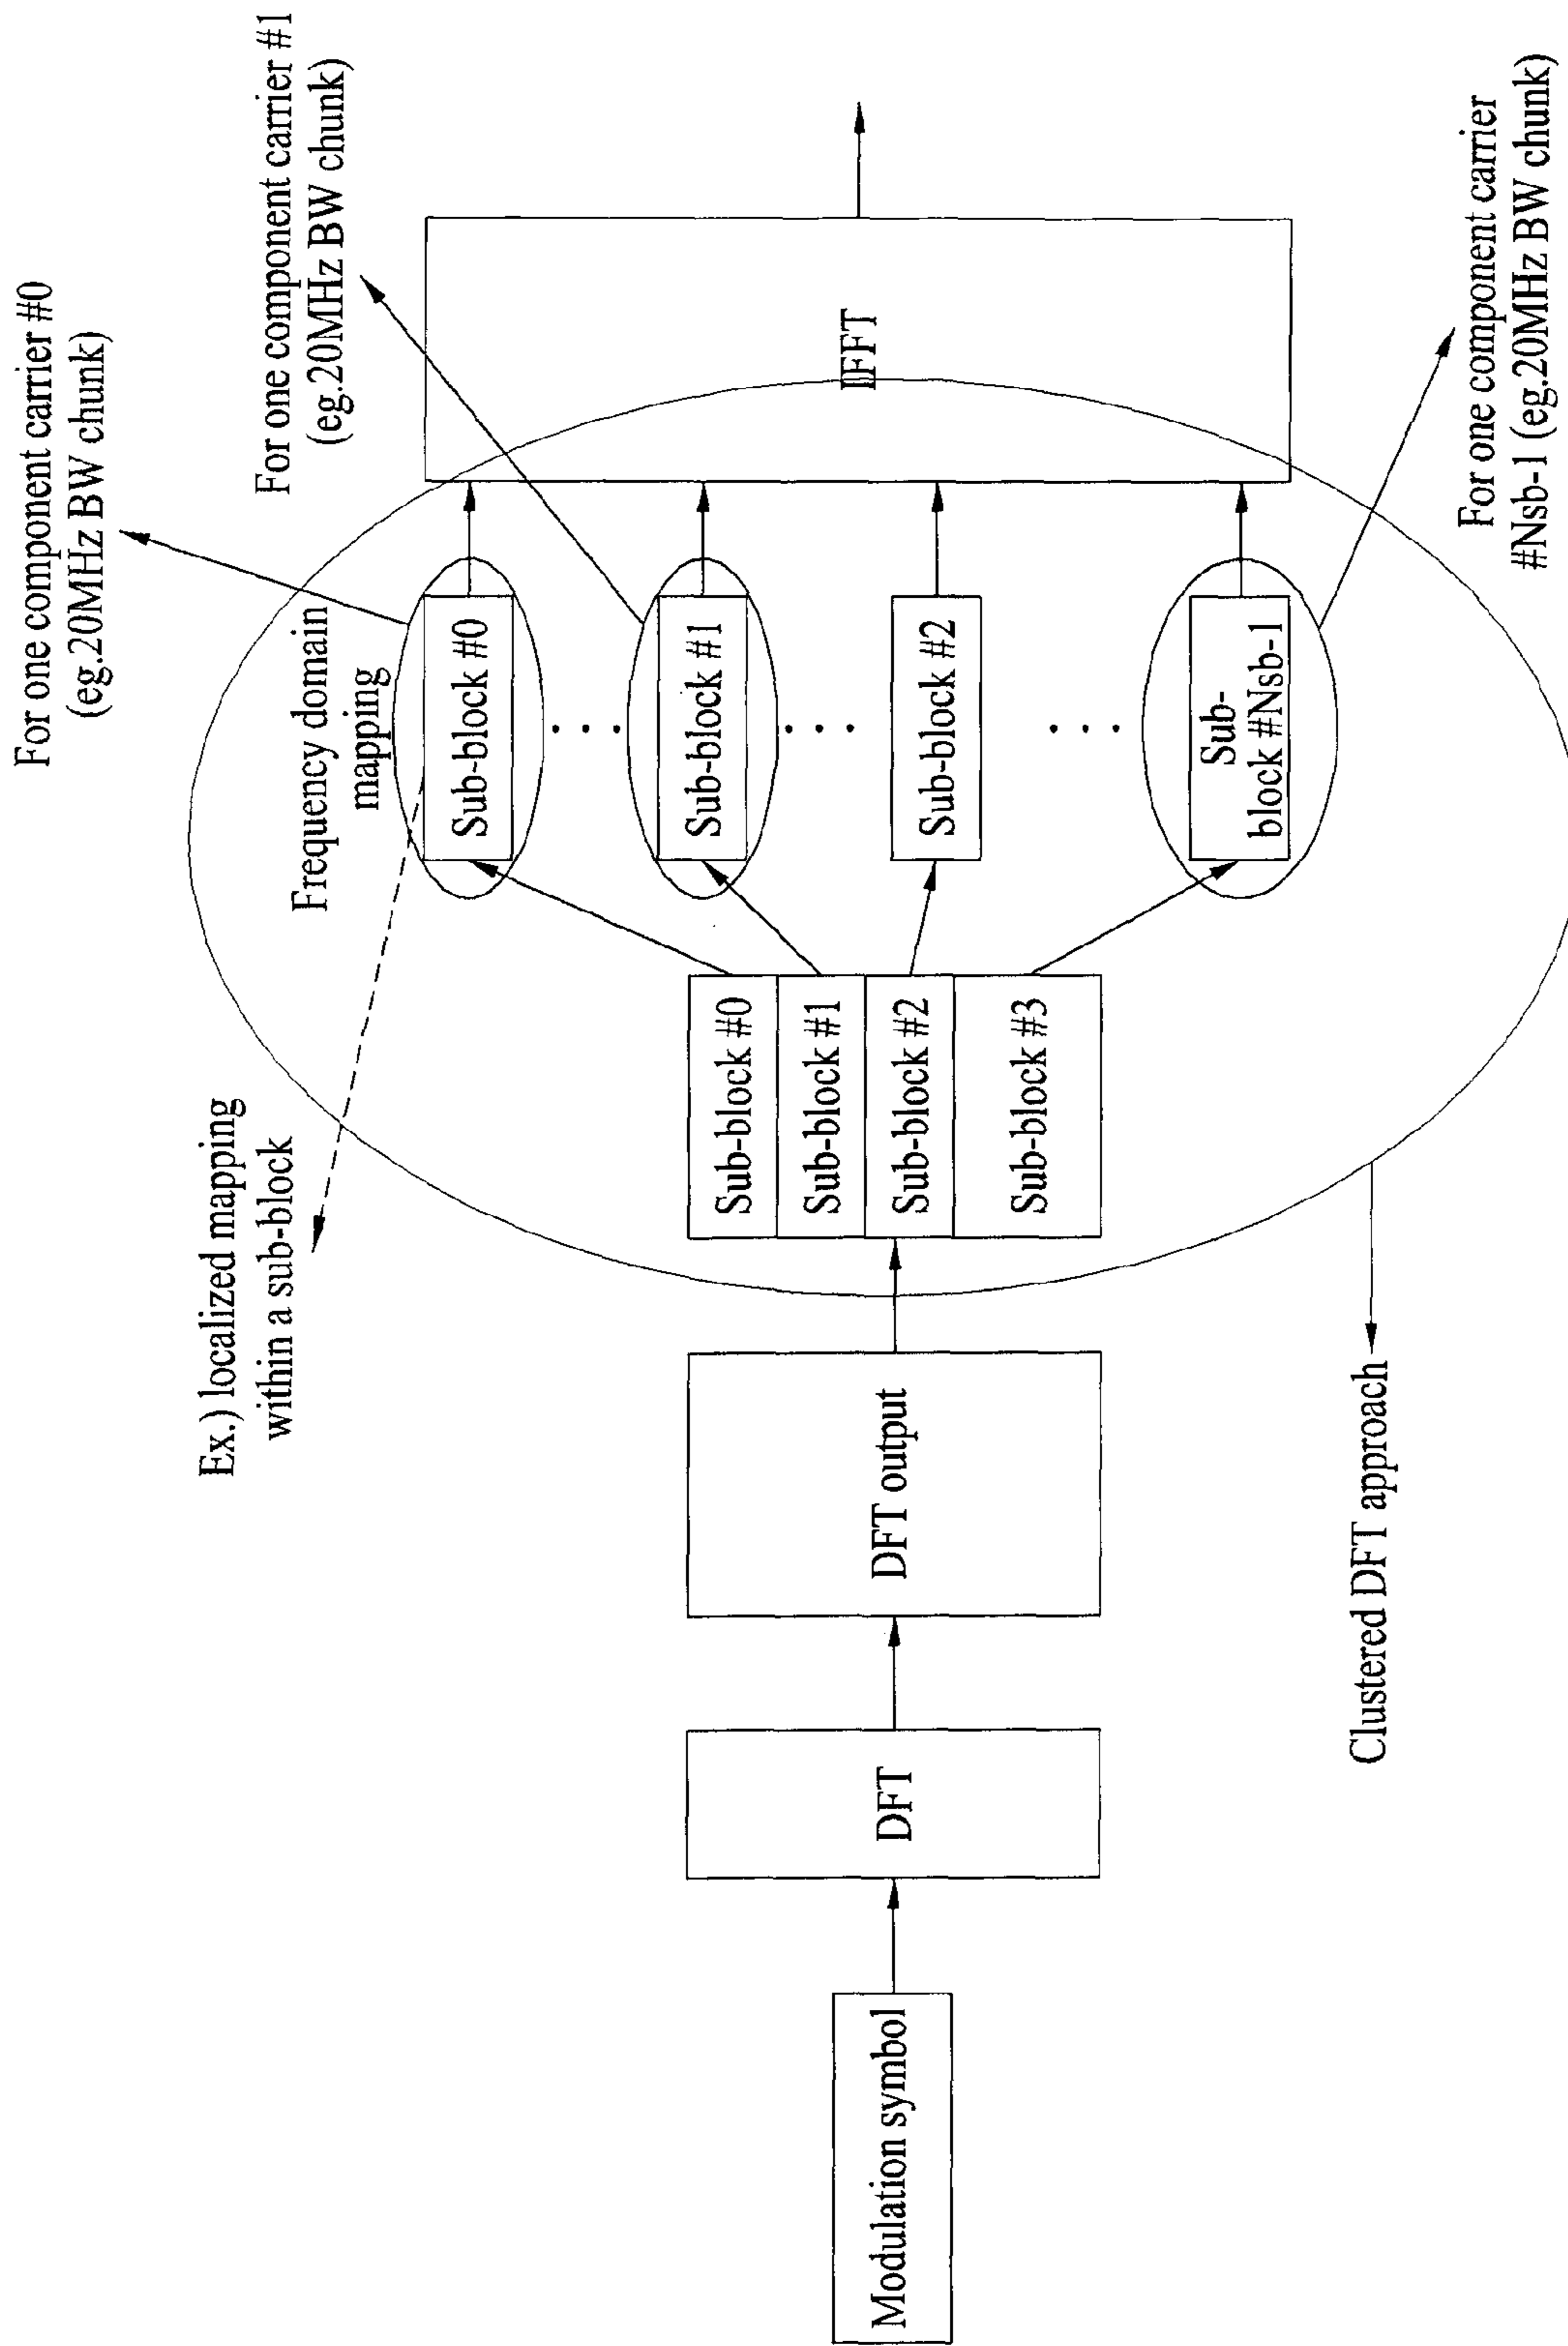 For one component carrier #0
(eg.20MHz BW chunk)
For one component carrier #1
(eg.20MHz BW chunk)
Ex.) localized mapping
within a sub-block
Frequency domain
mapping
Modulation symbol
DFT
DFT output
Sub-block #0
Sub-block #1
Sub-block #2
Sub-block #3
Sub-block #0
Sub-block #1
Sub-block #2
Sub-
block #Nsb-1
IFFT
Clustered DFT approach
For one component carrier
#Nsb-1 (eg.20MHz BW chunk)